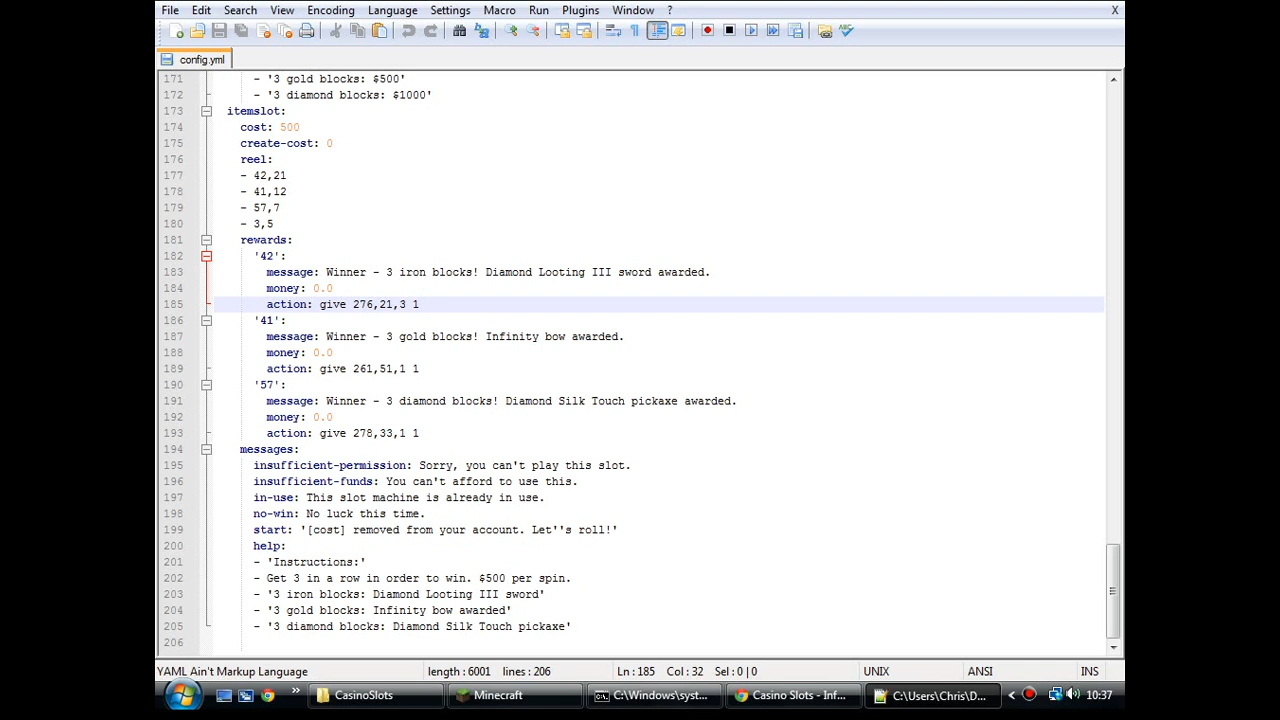 File Edit Search View Encoding Language Settings Macro Run Plugins Window ? X
config.yml
171 - '3 gold blocks: $500'
172 - '3 diamond blocks: $1000'
173 itemslot:
174 cost: 500
175 create-cost: 0
176 reel:
177 - 42,21
178 - 41,12
179 - 57,7
180 - 3,5
181 rewards:
182 '42':
183 message: Winner - 3 iron blocks! Diamond Looting III sword awarded.
184 money: 0.0
185 action: give 276,21,3 1
186 '41':
187 message: Winner - 3 gold blocks! Infinity bow awarded.
188 money: 0.0
189 action: give 261,51,1 1
190 '57':
191 message: Winner - 3 diamond blocks! Diamond Silk Touch pickaxe awarded.
192 money: 0.0
193 action: give 278,33,1 1
194 messages:
195 insufficient-permission: Sorry, you can't play this slot.
196 insufficient-funds: You can't afford to use this.
197 in-use: This slot machine is already in use.
198 no-win: No luck this time.
199 start: '[cost] removed from your account. Let''s roll!'
200 help:
201 - 'Instructions:'
202 - Get 3 in a row in order to win. $500 per spin.
203 - '3 iron blocks: Diamond Looting III sword'
204 - '3 gold blocks: Infinity bow awarded'
205 - '3 diamond blocks: Diamond Silk Touch pickaxe'
206
YAML Ain't Markup Language length : 6001 lines : 206 Ln : 185 Col : 32 Sel : 0 | 0 UNIX ANSI INS
» CasinoSlots Minecraft C:\Windows\syst... Casino Slots - Inf... C:\Users\Chris\D... < 10:37